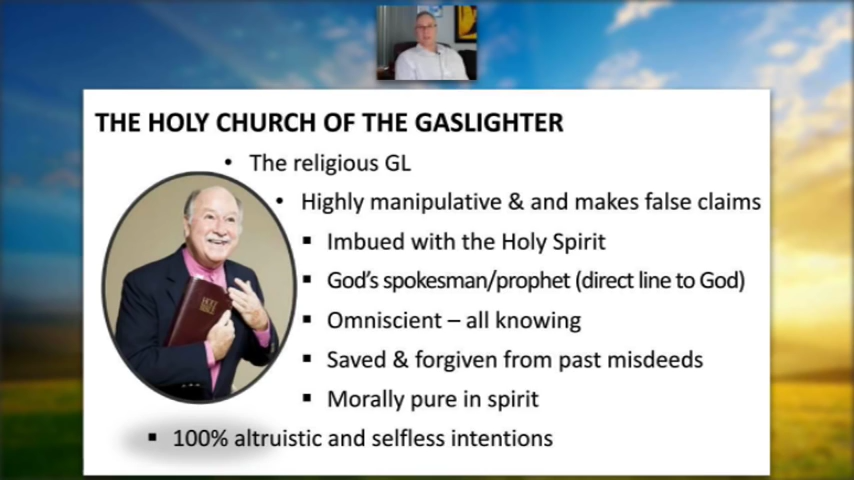 THE HOLY CHURCH OF THE GASLIGHTER
• The religious GL
• Highly manipulative & and makes false claims
▪ Imbued with the Holy Spirit
▪ God’s spokesman/prophet (direct line to God)
▪ Omniscient – all knowing
▪ Saved & forgiven from past misdeeds
▪ Morally pure in spirit
▪ 100% altruistic and selfless intentions
HOLY
BIBLE